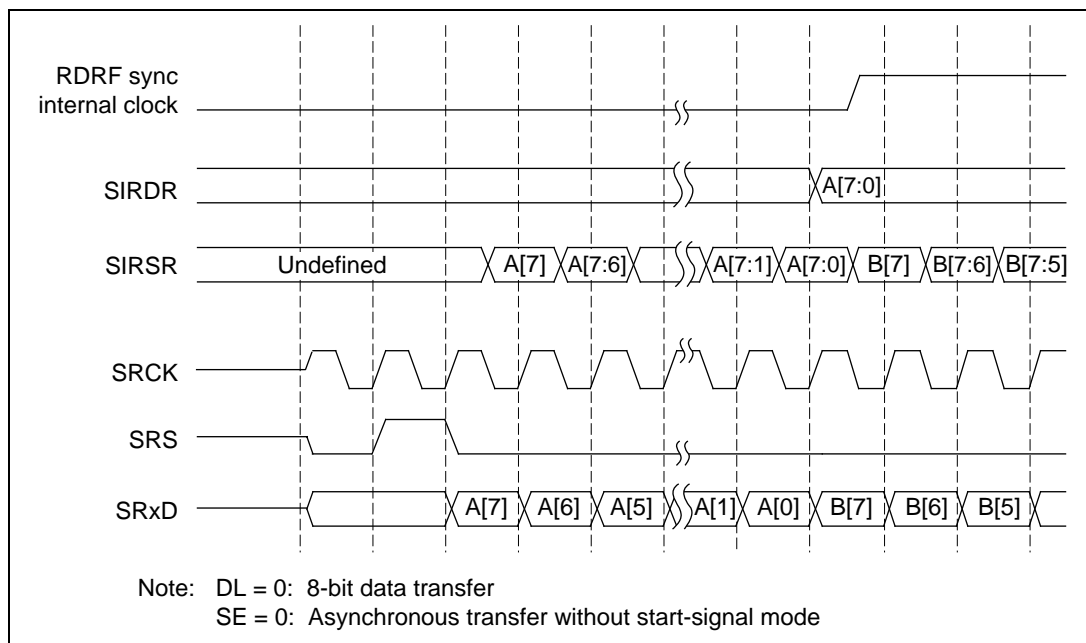 RDRF sync
internal clock
SIRDR
A[7:0]
SIRSR
Undefined
A[7]
A[7:6]
A[7:1]
A[7:0]
B[7]
B[7:6]
B[7:5]
SRCK
SRS
SRxD
A[7]
A[6]
A[5]
A[1]
A[0]
B[7]
B[6]
B[5]
Note: DL = 0: 8-bit data transfer
SE = 0: Asynchronous transfer without start-signal mode